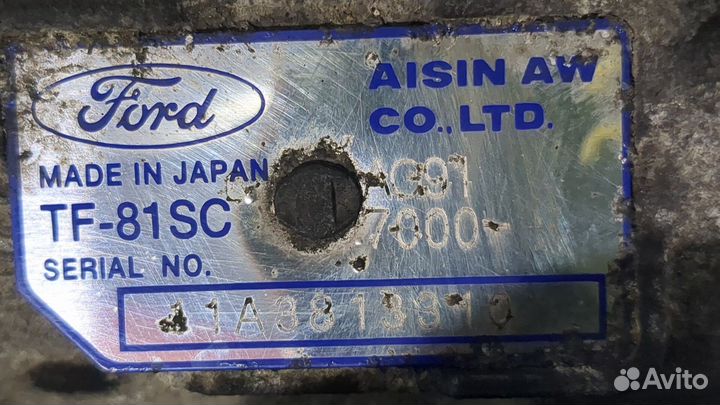 Ford
AISIN AW
CO., LTD.
MADE IN JAPAN
TF-81SC
7000-
SERIAL NO.
Avito